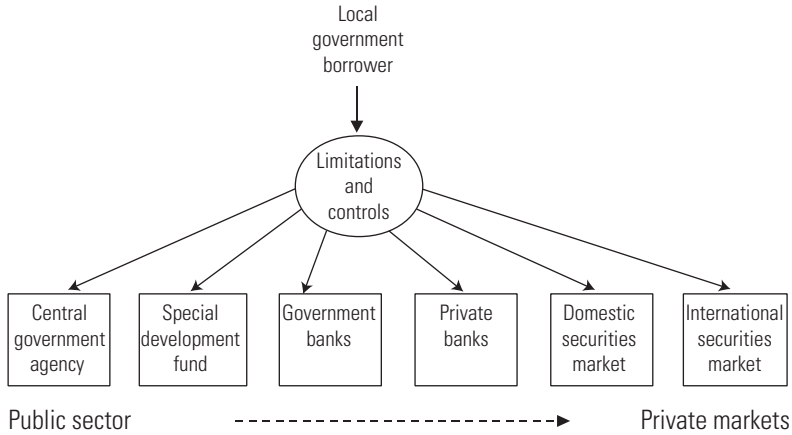 Local
government
borrower
Limitations
and
controls
Central
government
agency
Special
development
fund
Government
banks
Private
banks
Domestic
securities
market
International
securities
market
Public sector
Private markets